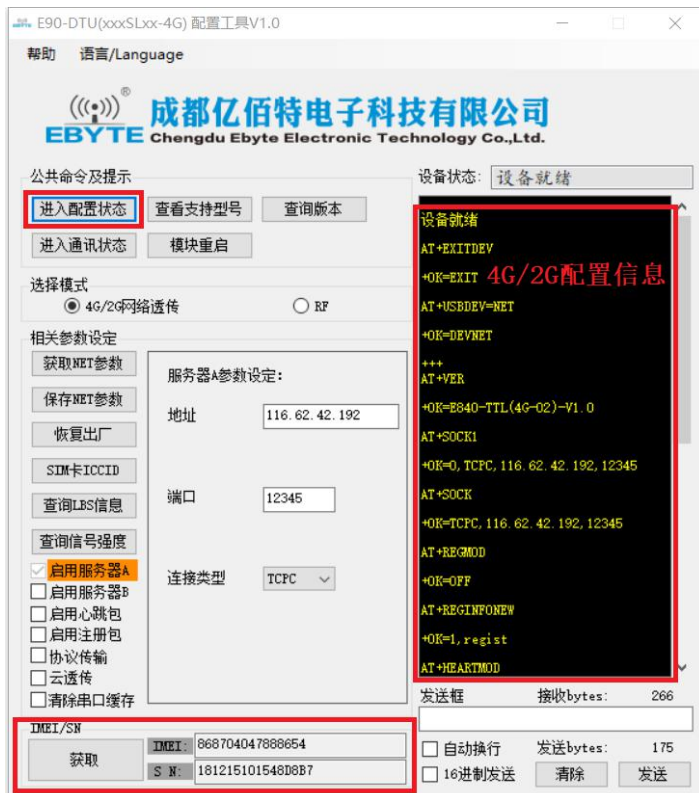 E90-DTU(xxxSLxx-4G) 配置工具V1.0
帮助 语言/Language
((•))®
EBYTE
成都亿佰特电子科技有限公司
Chengdu Ebyte Electronic Technology Co.,Ltd.
公共命令及提示
进入配置状态 查看支持型号 查询版本
进入通讯状态 模块重启
选择模式
4G/2G网络透传 RF
相关参数设定
获取NET参数
保存NET参数
恢复出厂
SIM卡ICCID
查询LBS信息
查询信号强度
启用服务器A
启用服务器B
启用心跳包
启用注册包
协议传输
云透传
清除串口缓存
服务器A参数设定:
地址 116.62.42.192
端口 12345
连接类型 TCPC
IMEI/SN
获取
IMEI: 868704047888654
S N: 181215101548D8B7
设备状态: 设备就绪
设备就绪
AT+EXITDEV
+OK=EXIT
4G/2G配置信息
AT+USBDEV=NET
+OK=DEVNET
+++
AT+VER
+OK=E840-TTL(4G-02)-V1.0
AT+SOCK1
+OK=0,TCPC,116.62.42.192,12345
AT+SOCK
+OK=TCPC,116.62.42.192,12345
AT+REGMOD
+OK=OFF
AT+REGINFONEW
+OK=1,regist
AT+HEARTMOD
发送框 接收bytes: 266
自动换行 发送bytes: 175
16进制发送 清除 发送